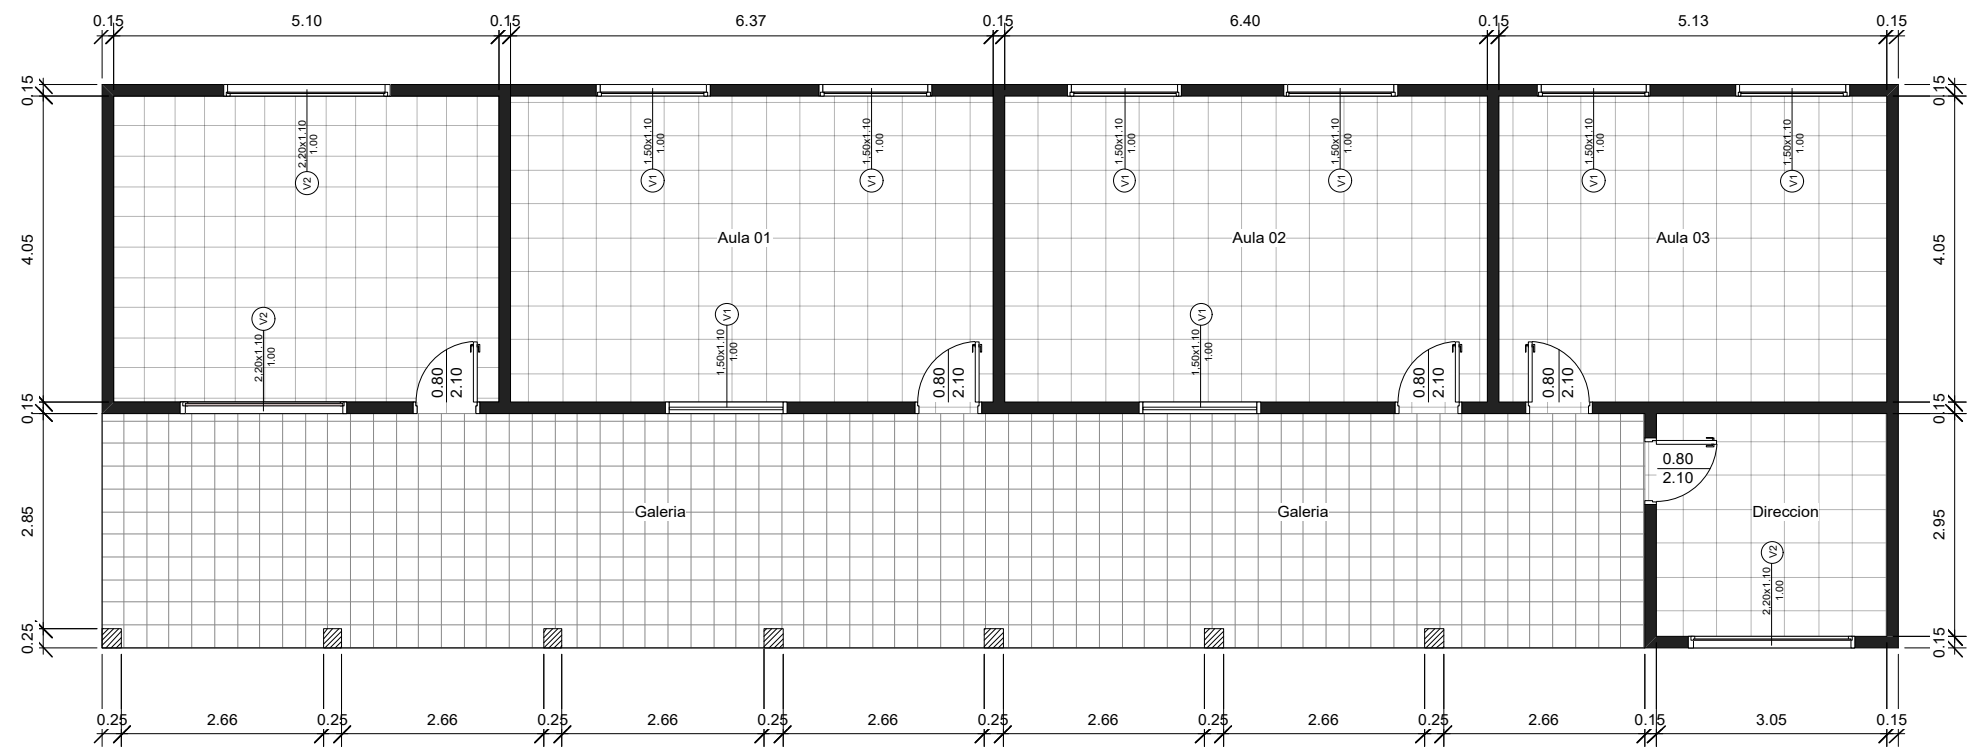 0.15 5.10 0.15 6.37 0.15 6.40 0.15 5.13 0.15
0.15
0.15
2,20x1.10
1.00
V2
1,50x1.10
1.00
V1
1,50x1.10
1.00
V1
1,50x1.10
1.00
V1
1,50x1.10
1.00
V1
1,50x1.10
1.00
V1
1,50x1.10
1.00
V1
4.05
Aula 01
Aula 02
Aula 03
4.05
V2
2,20x1.10
1.00
V1
1,50x1.10
1.00
V1
1,50x1.10
1.00
0.80
2.10
0.80
2.10
0.80
2.10
0.80
2.10
0.15
0.15
0.80
2.10
2.85
Galeria
Galeria
Direccion
2.95
V2
2,20x1.10
1.00
0.25
0.15
0.25 2.66 0.25 2.66 0.25 2.66 0.25 2.66 0.25 2.66 0.25 2.66 0.25 2.66 0.15 3.05 0.15